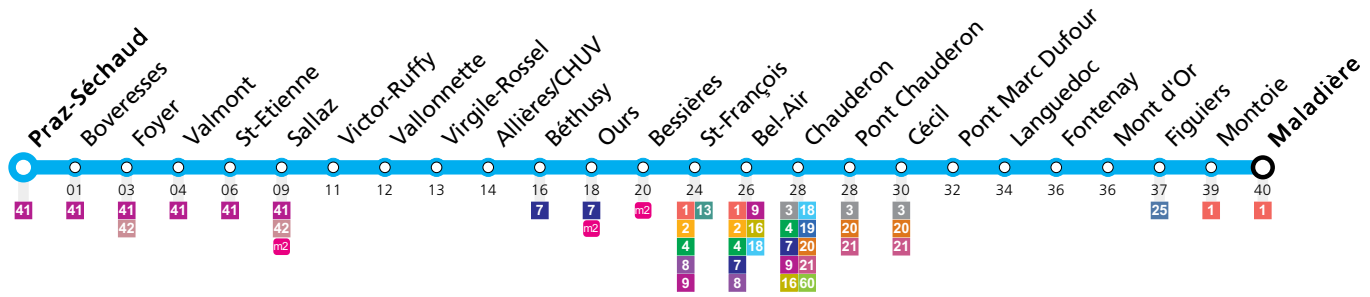 Praz-Séchaud
Boveresses
Foyer
Valmont
St-Etienne
Sallaz
Victor-Ruffy
Vallonnette
Virgile-Rossel
Allières/CHUV
Béthusy
Ours
Bessières
St-François
Bel-Air
Chauderon
Pont Chauderon
Cécil
Pont Marc Dufour
Languedoc
Fontenay
Mont d'Or
Figuiers
Montoie
Maladière
01 03 04 06 09 11 12 13 14 16 18 20 24 26 28 28 30 32 34 36 36 37 39 40
41 41 41 41 41 41 7 7 m2 1 13 1 9 3 18 3 3 25 1 1
42 42 m2 2 2 16 4 19 20 20
m2 4 4 18 7 20 21 21
8 7 9 21
9 8 16 60